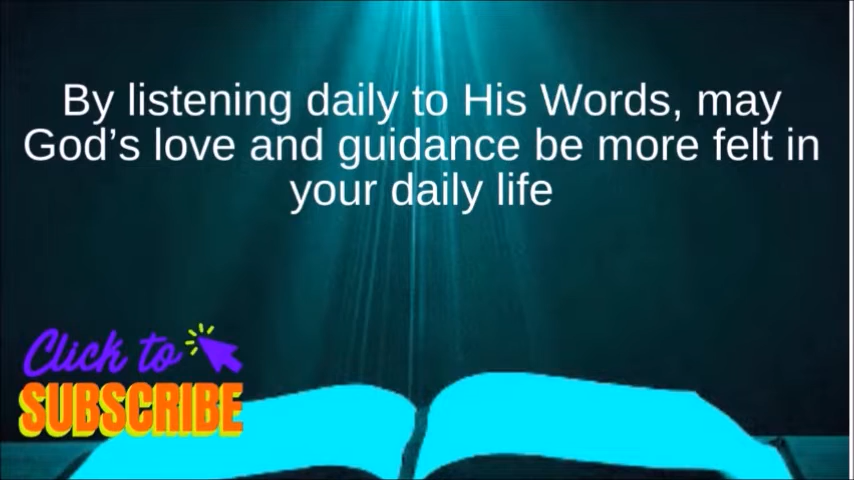 By listening daily to His Words, may
God’s love and guidance be more felt in
your daily life
Click to
SUBSCRIBE